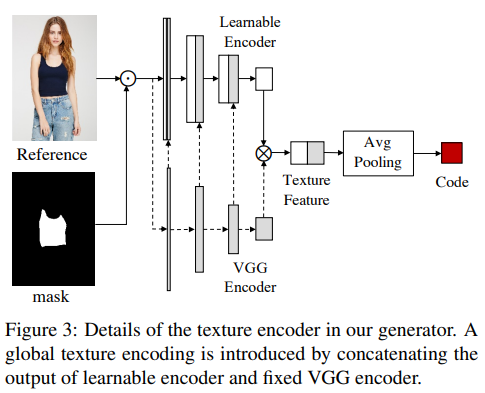 Learnable
Encoder
Reference
mask
Texture
Feature
Avg
Pooling
Code
VGG
Encoder
Figure 3: Details of the texture encoder in our generator. A
global texture encoding is introduced by concatenating the
output of learnable encoder and fixed VGG encoder.